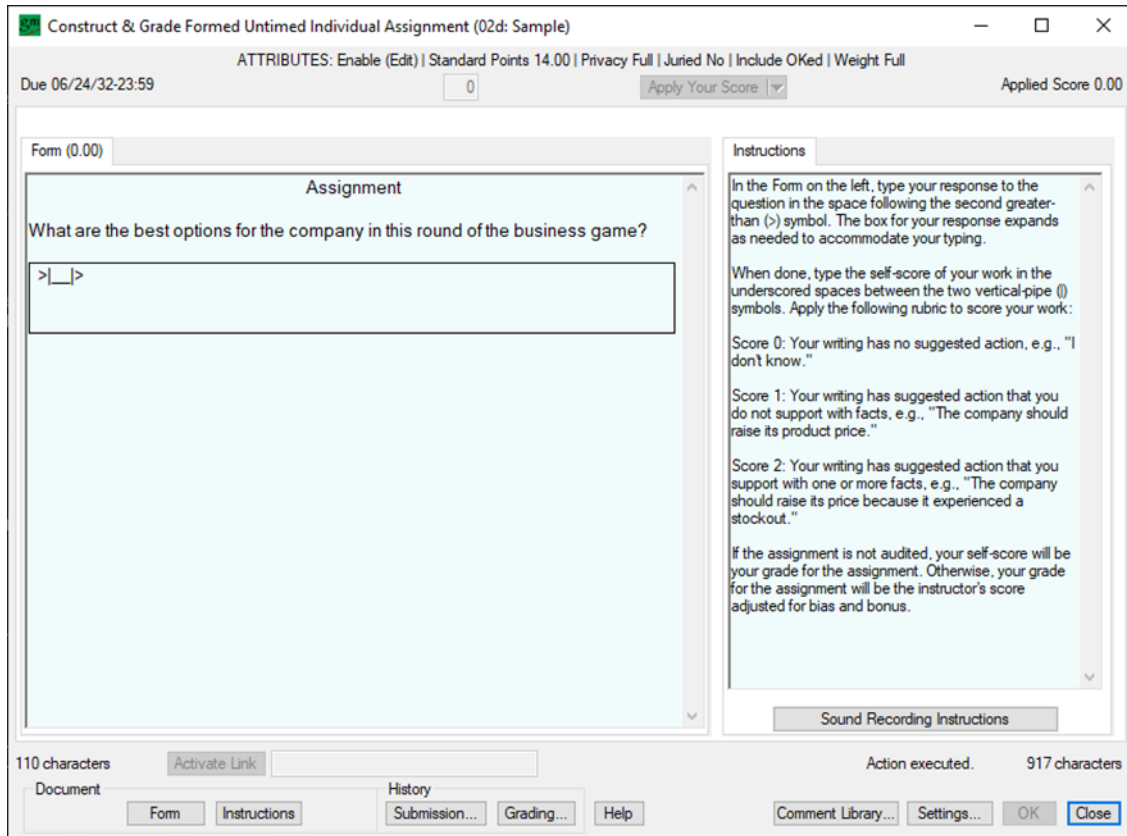 gm Construct & Grade Formed Untimed Individual Assignment (02d: Sample)
ATTRIBUTES: Enable (Edit) | Standard Points 14.00 | Privacy Full | Juried No | Include OKed | Weight Full
Due 06/24/32-23:59
0
Apply Your Score
Applied Score 0.00
Form (0.00)
Assignment
What are the best options for the company in this round of the business game?
>|__|>
Instructions
In the Form on the left, type your response to the
question in the space following the second greater-
than (>) symbol. The box for your response expands
as needed to accommodate your typing.
When done, type the self-score of your work in the
underscored spaces between the two vertical-pipe (|)
symbols. Apply the following rubric to score your work:
Score 0: Your writing has no suggested action, e.g., "I
don't know."
Score 1: Your writing has suggested action that you
do not support with facts, e.g., "The company should
raise its product price."
Score 2: Your writing has suggested action that you
support with one or more facts, e.g., "The company
should raise its price because it experienced a
stockout."
If the assignment is not audited, your self-score will be
your grade for the assignment. Otherwise, your grade
for the assignment will be the instructor's score
adjusted for bias and bonus.
Sound Recording Instructions
110 characters
Activate Link
Action executed.
917 characters
Document
Form
Instructions
History
Submission...
Grading...
Help
Comment Library...
Settings...
OK
Close